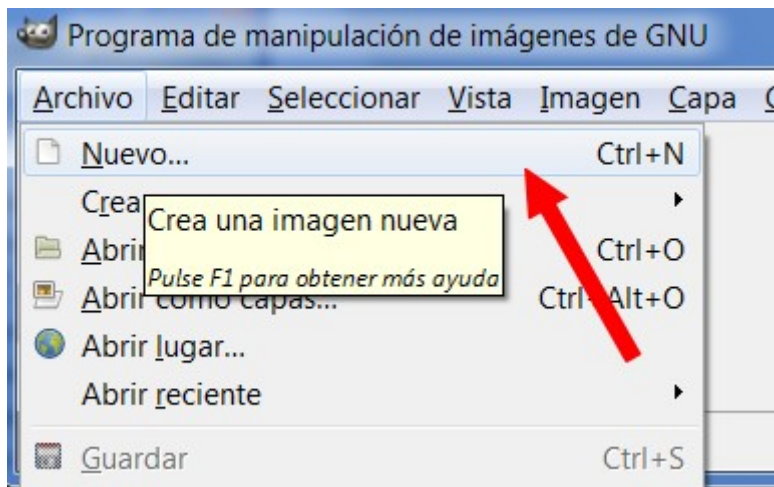 Programa de manipulación de imágenes de GNU
Archivo Editar Seleccionar Vista Imagen Capa
Nuevo... Ctrl+N
Crea
Crea una imagen nueva
Abrir Ctrl+O
Pulse F1 para obtener más ayuda
Abrir como capas... Ctrl+Alt+O
Abrir lugar...
Abrir reciente
Guardar Ctrl+S